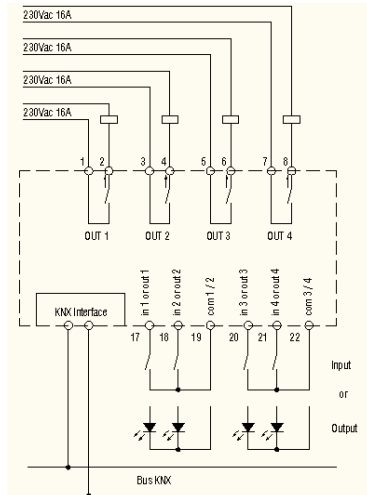 230Vac 16A
230Vac 16A
230Vac 16A
230Vac 16A
1 2 3 4 5 6 7 8
OUT 1 OUT 2 OUT 3 OUT 4
in 1 or out 1
in 2 or out 2
com 1 / 2
in 3 or out 3
in 4 or out 4
com 3 / 4
KNX Interface
17 18 19 20 21 22
Input
or
Output
Bus KNX